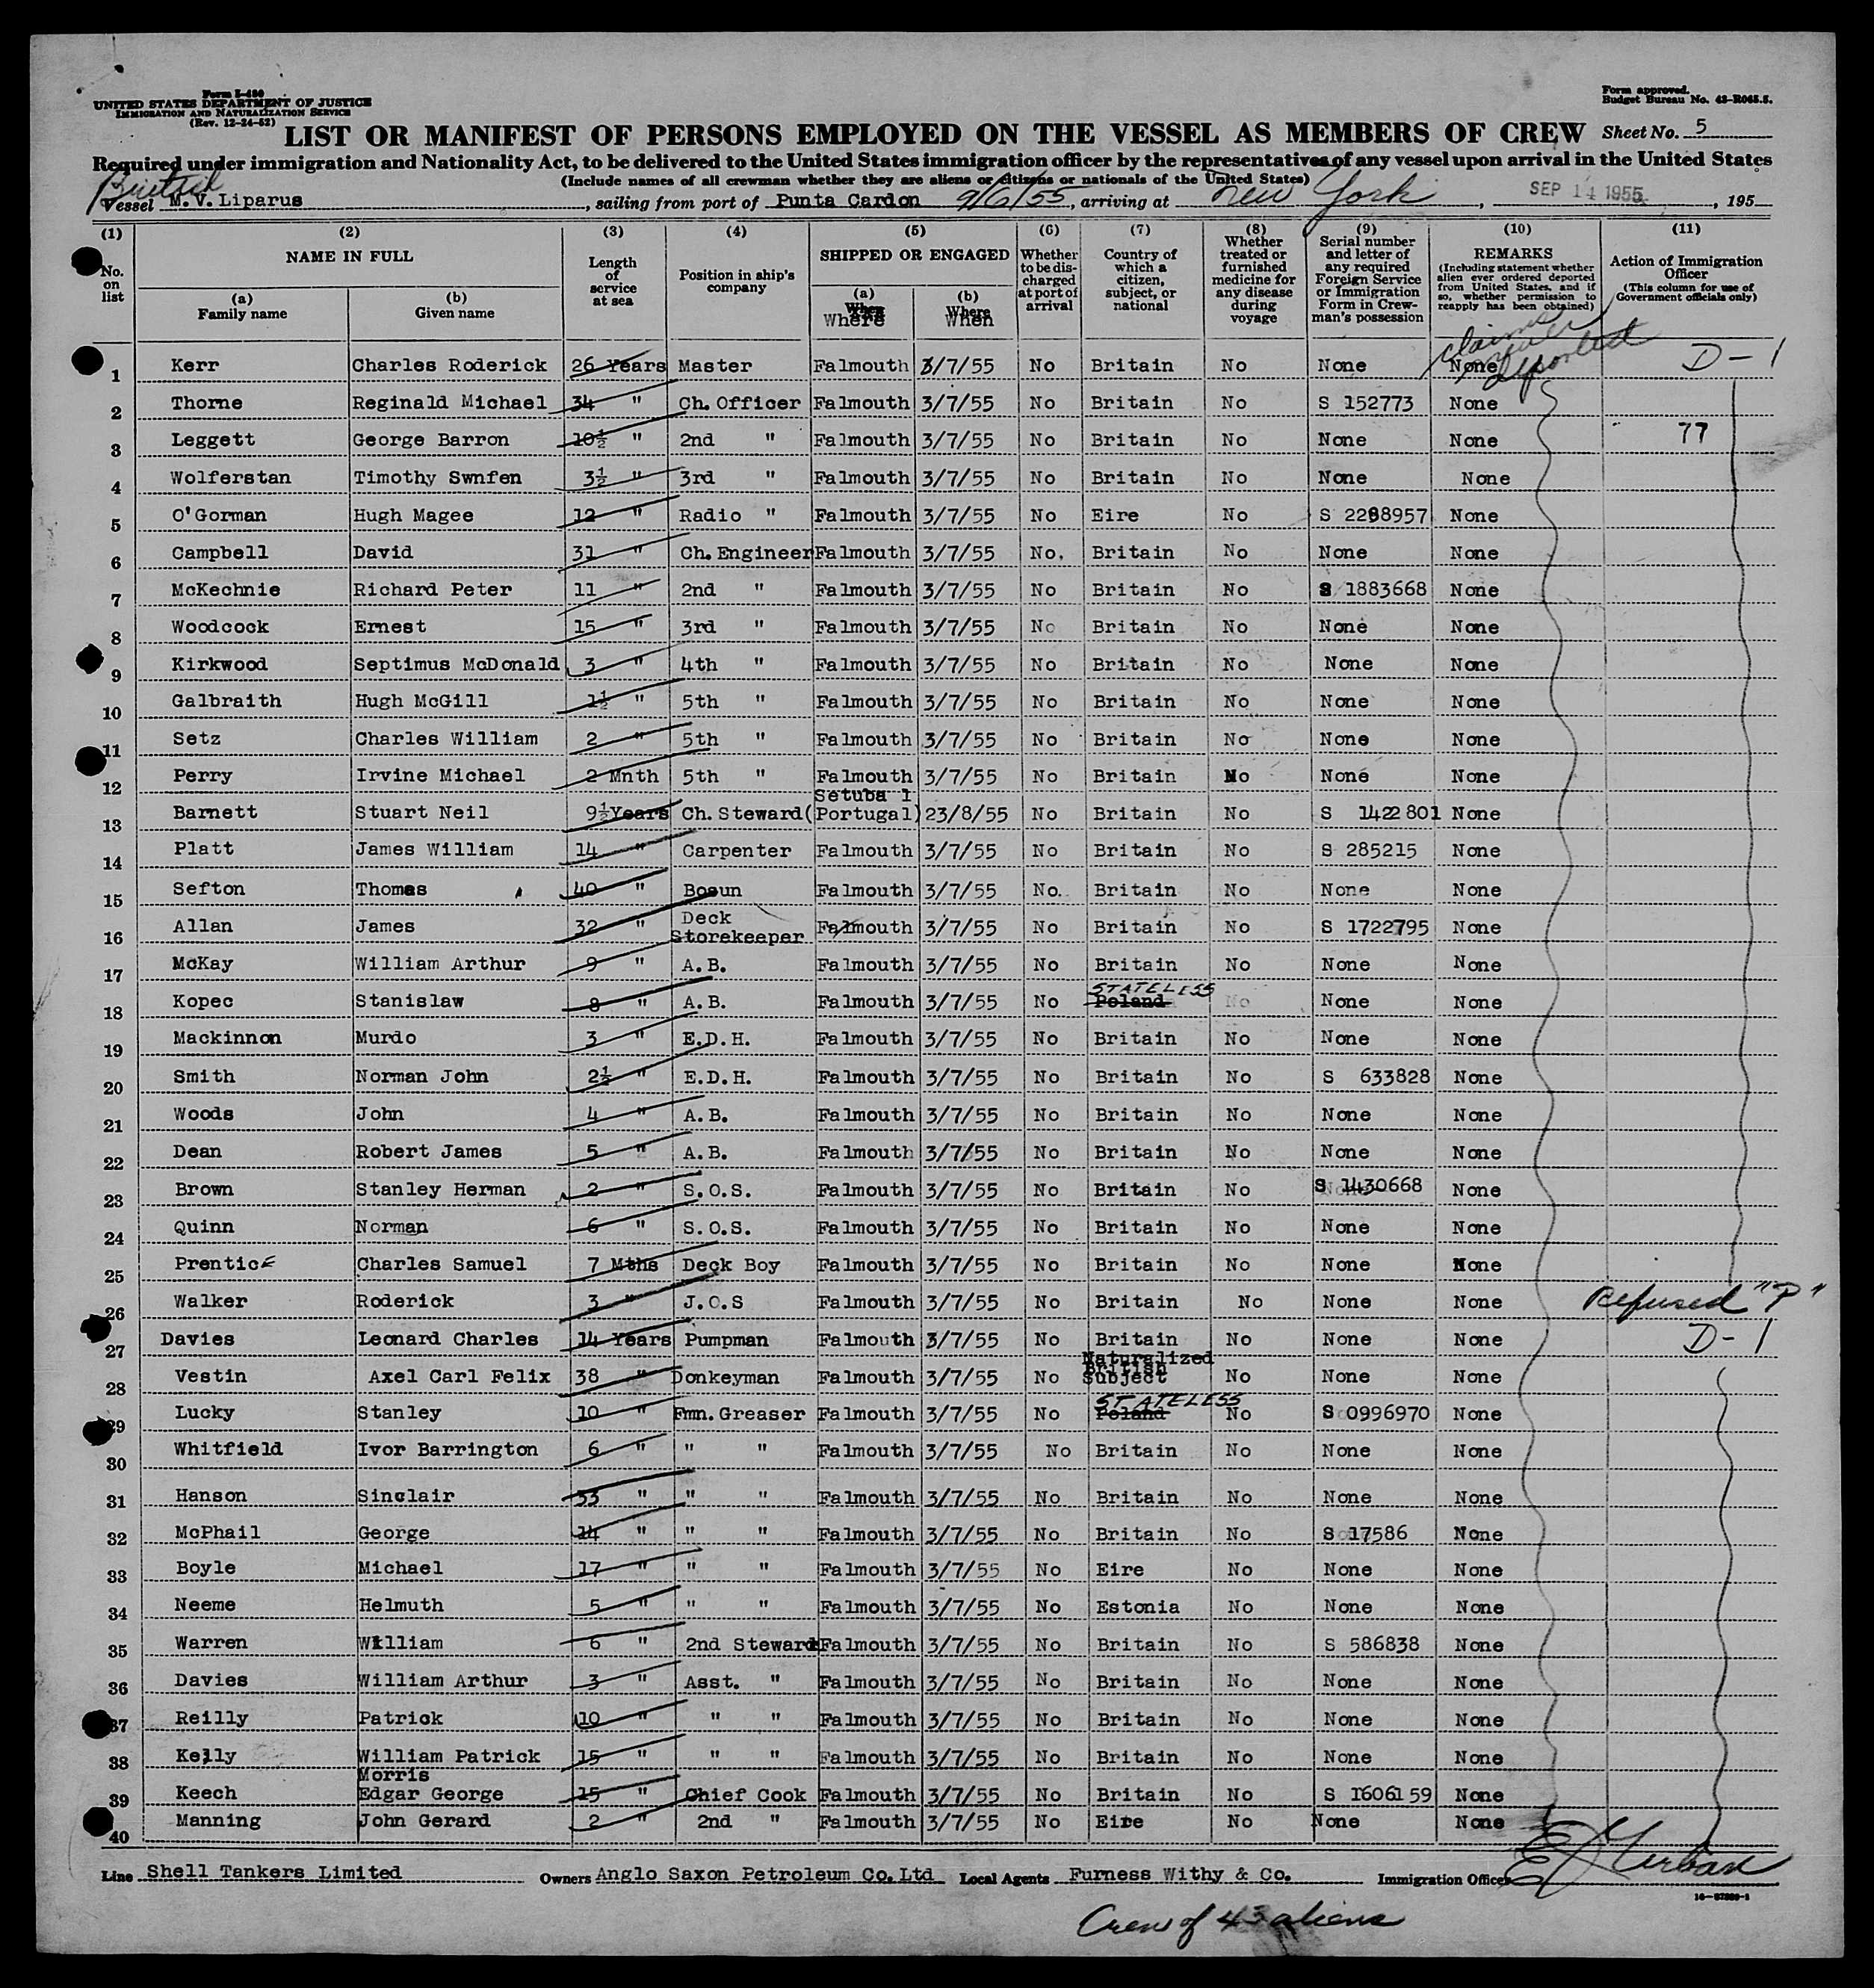 Form I-480
UNITED STATES DEPARTMENT OF JUSTICE
IMMIGRATION AND NATURALIZATION SERVICE
(Rev. 12-24-52)
Form approved.
Budget Bureau No. 43-R065.5.
LIST OR MANIFEST OF PERSONS EMPLOYED ON THE VESSEL AS MEMBERS OF CREW Sheet No. 5
Required under immigration and Nationality Act, to be delivered to the United States immigration officer by the representatives of any vessel upon arrival in the United States
(Include names of all crewman whether they are aliens or citizens or nationals of the United States)
British
Vessel M.V. Liparus, sailing from port of Punta Cardon 9/6/55, arriving at New York, SEP 14 1955, 195
(1) No. on list
(2) NAME IN FULL
(a) Family name
(b) Given name
(3) Length of service at sea
(4) Position in ship's company
(5) SHIPPED OR ENGAGED
(a) Where
(b) When
(6) Whether to be discharged at port of arrival
(7) Country of which a citizen, subject, or national
(8) Whether treated or furnished medicine for any disease during voyage
(9) Serial number and letter of any required Foreign Service or Immigration Form in Crewman's possession
(10) REMARKS
(Including statement whether alien ever ordered deported from United States, and if so, whether permission to reapply has been obtained)
(11) Action of Immigration Officer
(This column for use of Government officials only)
claims never deported
1 Kerr Charles Roderick 26 Years Master Falmouth 3/7/55 No Britain No None None D-1
2 Thorne Reginald Michael 34 " Ch. Officer Falmouth 3/7/55 No Britain No S 152773 None
3 Leggett George Barron 10½ " 2nd " Falmouth 3/7/55 No Britain No None None 77
4 Wolferstan Timothy Swnfen 3½ " 3rd " Falmouth 3/7/55 No Britain No None None
5 O'Gorman Hugh Magee 12 " Radio " Falmouth 3/7/55 No Eire No S 2298957 None
6 Campbell David 31 " Ch. Engineer Falmouth 3/7/55 No. Britain No None None
7 McKechnie Richard Peter 11 " 2nd " Falmouth 3/7/55 No Britain No S 1883668 None
8 Woodcock Ernest 15 " 3rd " Falmouth 3/7/55 No Britain No None None
9 Kirkwood Septimus McDonald 3 " 4th " Falmouth 3/7/55 No Britain No None None
10 Galbraith Hugh McGill 1½ " 5th " Falmouth 3/7/55 No Britain No None None
11 Setz Charles William 2 " 5th " Falmouth 3/7/55 No Britain No None None
12 Perry Irvine Michael 2 Mnth 5th " Falmouth 3/7/55 No Britain No None None
13 Barnett Stuart Neil 9½ Years Ch. Steward Setuba l (Portugal) 23/8/55 No Britain No S 1422801 None
14 Platt James William 14 " Carpenter Falmouth 3/7/55 No Britain No S 285215 None
15 Sefton Thomas 40 " Bosun Falmouth 3/7/55 No. Britain No None None
16 Allan James 32 " Deck Storekeeper Falmouth 3/7/55 No Britain No S 1722795 None
17 McKay William Arthur 9 " A.B. Falmouth 3/7/55 No Britain No None None
18 Kopec Stanislaw 8 " A.B. Falmouth 3/7/55 No Poland STATELESS No None None
19 Mackinnon Murdo 3 " E.D.H. Falmouth 3/7/55 No Britain No None None
20 Smith Norman John 2½ " E.D.H. Falmouth 3/7/55 No Britain No S 633828 None
21 Woods John 4 " A.B. Falmouth 3/7/55 No Britain No None None
22 Dean Robert James 5 " A.B. Falmouth 3/7/55 No Britain No None None
23 Brown Stanley Herman 2 " S.O.S. Falmouth 3/7/55 No Britain No S 1430668 None
24 Quinn Norman 6 " S.O.S. Falmouth 3/7/55 No Britain No None None
25 Prentice Charles Samuel 7 Mths Deck Boy Falmouth 3/7/55 No Britain No None None
26 Walker Roderick 3 " J.O.S Falmouth 3/7/55 No Britain No None None Refused "P"
27 Davies Leonard Charles 14 Years Pumpman Falmouth 3/7/55 No Britain No None None D-1
28 Vestin Axel Carl Felix 38 " Donkeyman Falmouth 3/7/55 No Naturalized British Subject No None None
29 Lucky Stanley 10 " Fmn. Greaser Falmouth 3/7/55 No Poland STATELESS No S 0996970 None
30 Whitfield Ivor Barrington 6 " " " Falmouth 3/7/55 No Britain No None None
31 Hanson Sinclair 33 " " " Falmouth 3/7/55 No Britain No None None
32 McPhail George 14 " " " Falmouth 3/7/55 No Britain No S 17586 None
33 Boyle Michael 17 " " " Falmouth 3/7/55 No Eire No None None
34 Neeme Helmuth 5 " " " Falmouth 3/7/55 No Estonia No None None
35 Warren William 6 " 2nd Steward Falmouth 3/7/55 No Britain No S 586838 None
36 Davies William Arthur 3 " Asst. " Falmouth 3/7/55 No Britain No None None
37 Reilly Patrick 10 " " " Falmouth 3/7/55 No Britain No None None
38 Kelly William Patrick 15 " " " Falmouth 3/7/55 No Britain No None None
39 Keech Morris Edgar George 15 " Chief Cook Falmouth 3/7/55 No Britain No S 1606159 None
40 Manning John Gerard 2 " 2nd " Falmouth 3/7/55 No Eire No None None
Line Shell Tankers Limited Owners Anglo Saxon Petroleum Co. Ltd Local Agents Furness Withy & Co. Immigration Officer
Crew of 43 aliens